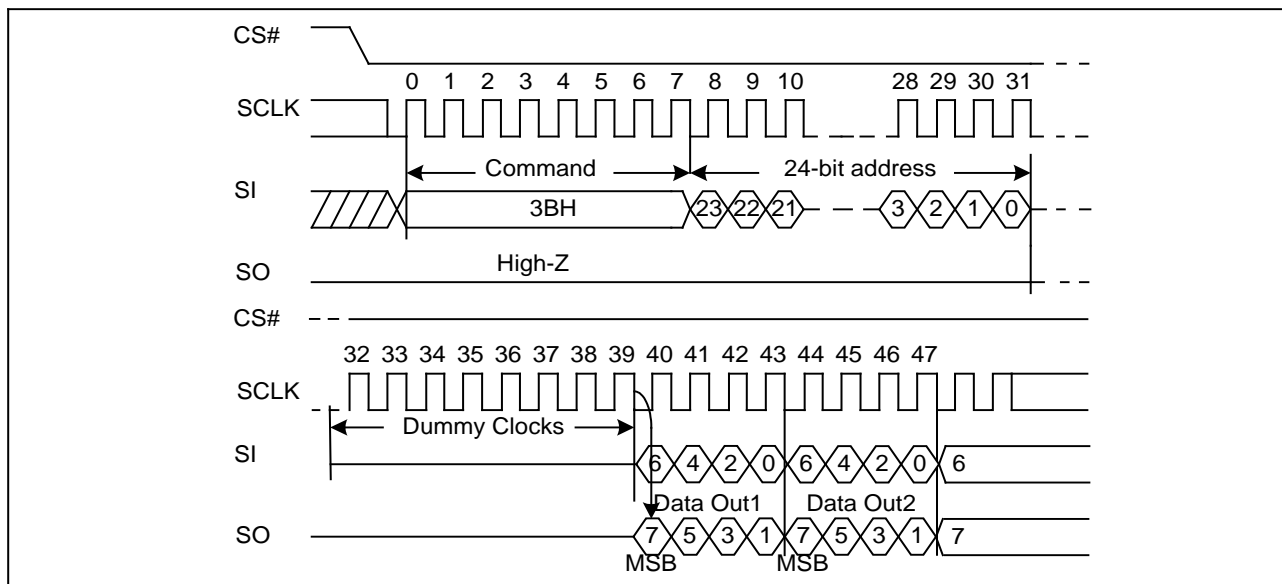 CS#
0 1 2 3 4 5 6 7 8 9 10 28 29 30 31
SCLK
Command 24-bit address
SI
3BH 23 22 21 3 2 1 0
High-Z
SO
CS#
32 33 34 35 36 37 38 39 40 41 42 43 44 45 46 47
SCLK
Dummy Clocks
SI
6 4 2 0 6 4 2 0 6
Data Out1 Data Out2
SO
7 5 3 1 7 5 3 1 7
MSB MSB